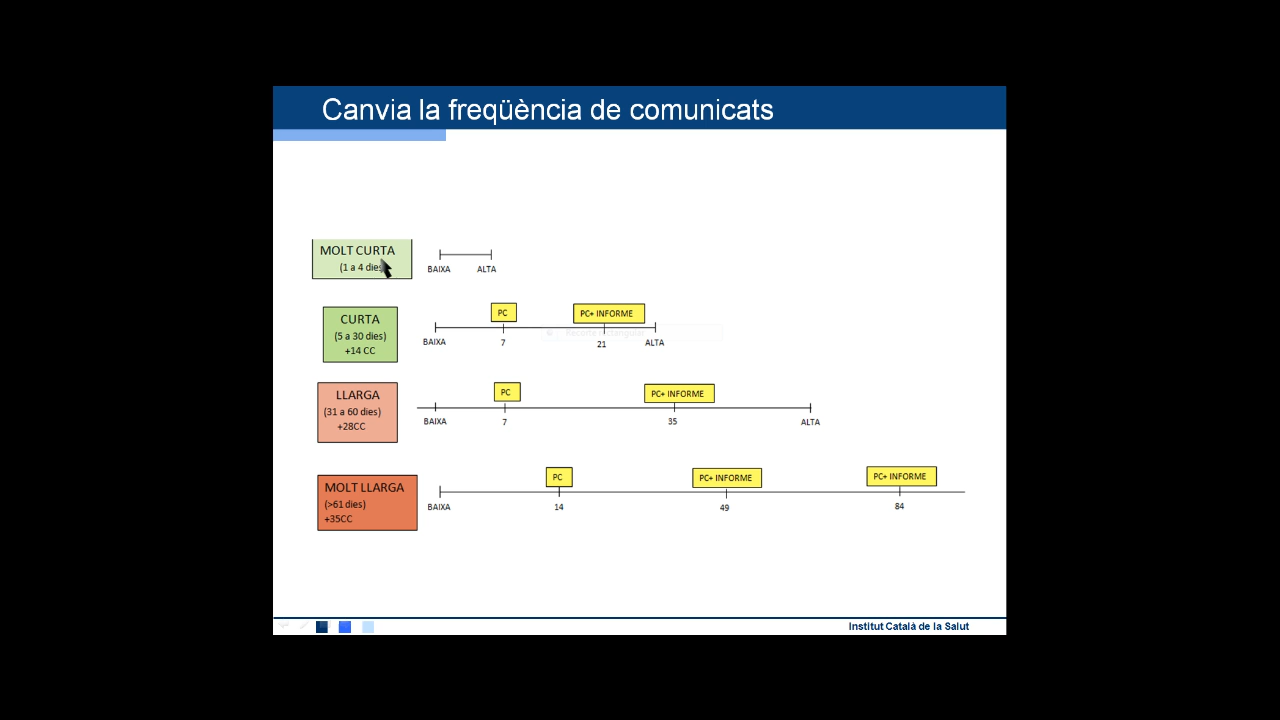 Canvia la freqüència de comunicats
MOLT CURTA
(1 a 4 dies
BAIXA
ALTA
CURTA
(5 a 30 dies)
+14 CC
PC
PC+ INFORME
BAIXA
7
21
ALTA
LLARGA
(31 a 60 dies)
+28CC
PC
PC+ INFORME
BAIXA
7
35
ALTA
MOLT LLARGA
(>61 dies)
+35CC
PC
PC+ INFORME
PC+ INFORME
BAIXA
14
49
84
Institut Català de la Salut